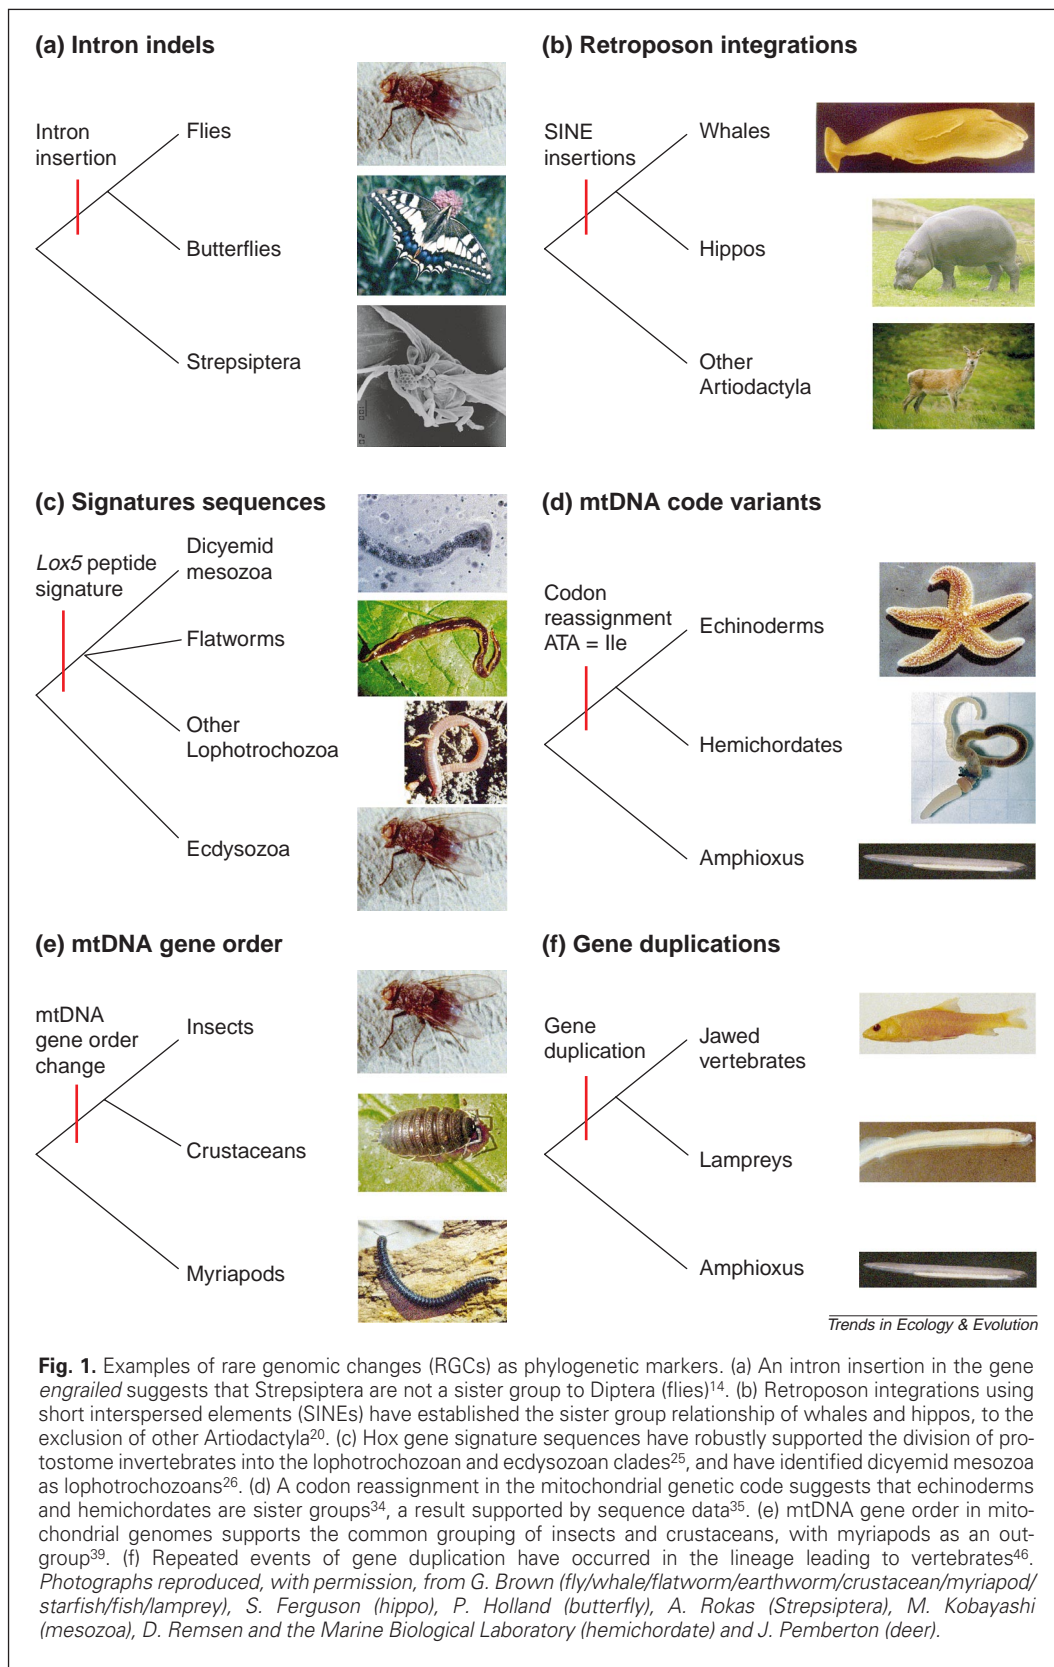 (a) Intron indels
Intron
insertion
Flies
Butterflies
Strepsiptera
(b) Retroposon integrations
SINE
insertions
Whales
Hippos
Other
Artiodactyla
(c) Signatures sequences
Lox5 peptide
signature
Dicyemid
mesozoa
Flatworms
Other
Lophotrochozoa
Ecdysozoa
(d) mtDNA code variants
Codon
reassignment
ATA = Ile
Echinoderms
Hemichordates
Amphioxus
(e) mtDNA gene order
mtDNA
gene order
change
Insects
Crustaceans
Myriapods
(f) Gene duplications
Gene
duplication
Jawed
vertebrates
Lampreys
Amphioxus
Trends in Ecology & Evolution
Fig. 1. Examples of rare genomic changes (RGCs) as phylogenetic markers. (a) An intron insertion in the gene
engrailed suggests that Strepsiptera are not a sister group to Diptera (flies)14. (b) Retroposon integrations using
short interspersed elements (SINEs) have established the sister group relationship of whales and hippos, to the
exclusion of other Artiodactyla20. (c) Hox gene signature sequences have robustly supported the division of pro-
tostome invertebrates into the lophotrochozoan and ecdysozoan clades25, and have identified dicyemid mesozoa
as lophotrochozoans26. (d) A codon reassignment in the mitochondrial genetic code suggests that echinoderms
and hemichordates are sister groups34, a result supported by sequence data35. (e) mtDNA gene order in mito-
chondrial genomes supports the common grouping of insects and crustaceans, with myriapods as an out-
group39. (f) Repeated events of gene duplication have occurred in the lineage leading to vertebrates46.
Photographs reproduced, with permission, from G. Brown (fly/whale/flatworm/earthworm/crustacean/myriapod/
starfish/fish/lamprey), S. Ferguson (hippo), P. Holland (butterfly), A. Rokas (Strepsiptera), M. Kobayashi
(mesozoa), D. Remsen and the Marine Biological Laboratory (hemichordate) and J. Pemberton (deer).